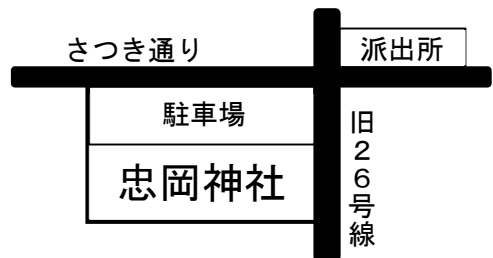 さつき通り
派出所
駐車場
忠岡神社
旧２６号線